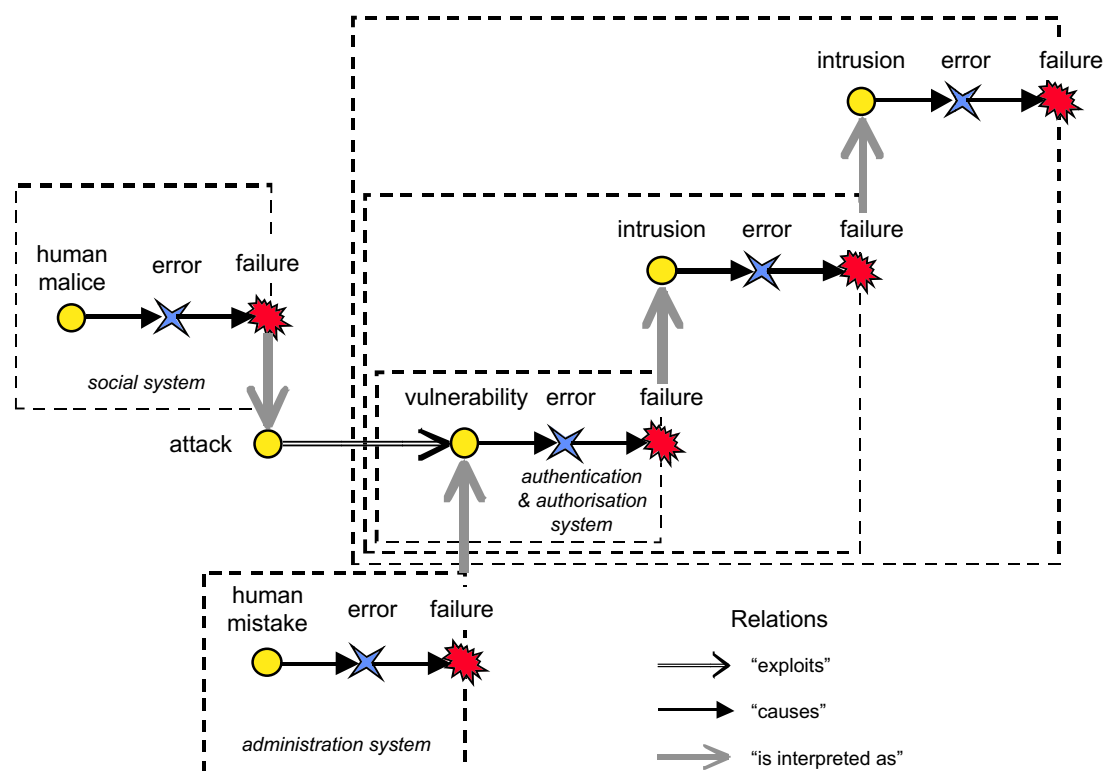 intrusion error failure
intrusion error failure
human
malice
error failure
social system
vulnerability error failure
attack
authentication
& authorisation
system
human
mistake
error failure
administration system
Relations
“exploits”
“causes”
“is interpreted as”